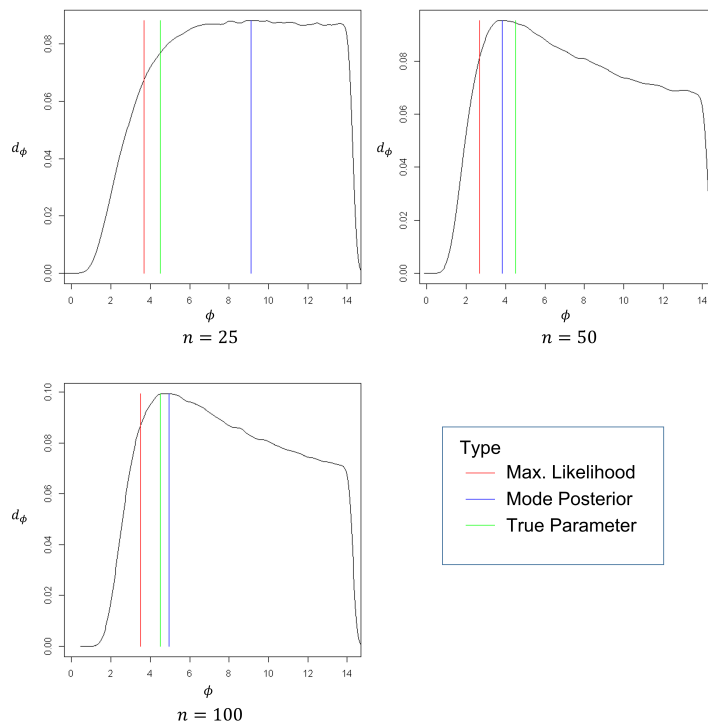 0.00 0.02 0.04 0.06 0.08
dϕ
0 2 4 6 8 10 12 14
ϕ
n = 25
0.00 0.02 0.04 0.06 0.08
dϕ
0 2 4 6 8 10 12 14
ϕ
n = 50
0.00 0.02 0.04 0.06 0.08 0.10
dϕ
0 2 4 6 8 10 12 14
ϕ
n = 100
Type
Max. Likelihood
Mode Posterior
True Parameter